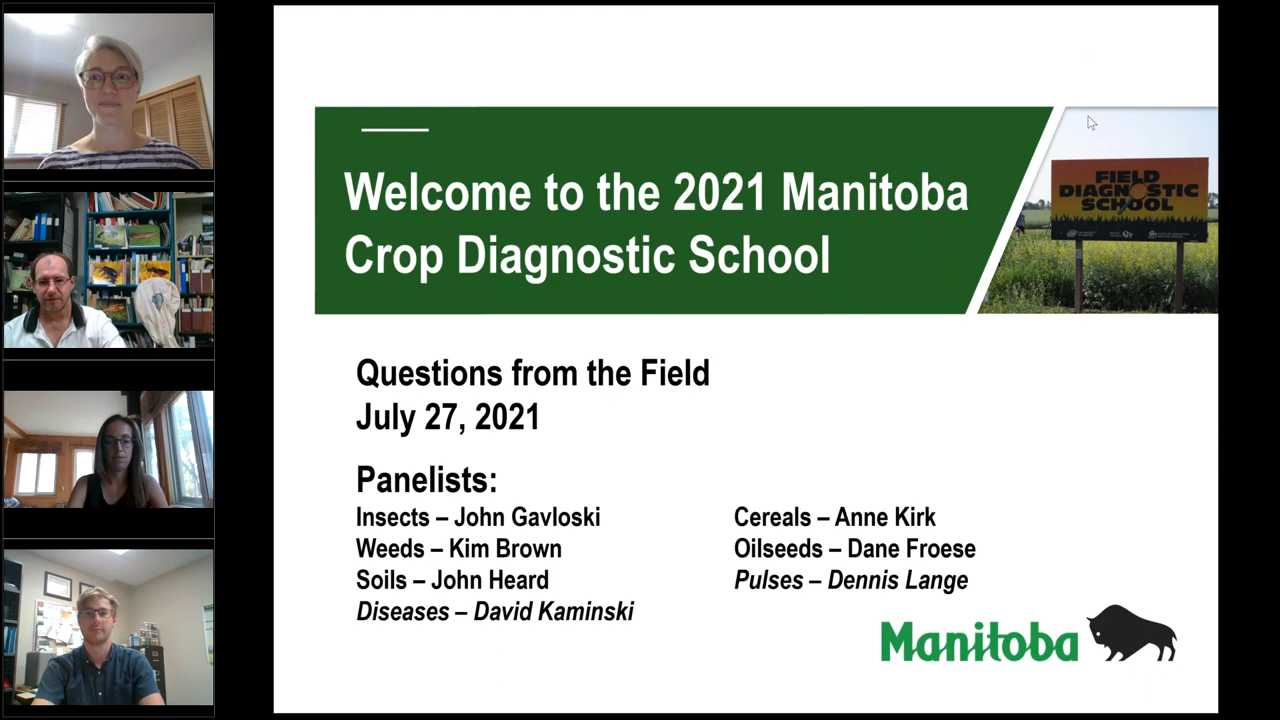 Welcome to the 2021 Manitoba
Crop Diagnostic School
FIELD
DIAGNOSTIC
SCHOOL
Questions from the Field
July 27, 2021
Panelists:
Insects – John Gavloski
Weeds – Kim Brown
Soils – John Heard
Diseases – David Kaminski
Cereals – Anne Kirk
Oilseeds – Dane Froese
Pulses – Dennis Lange
Manitoba